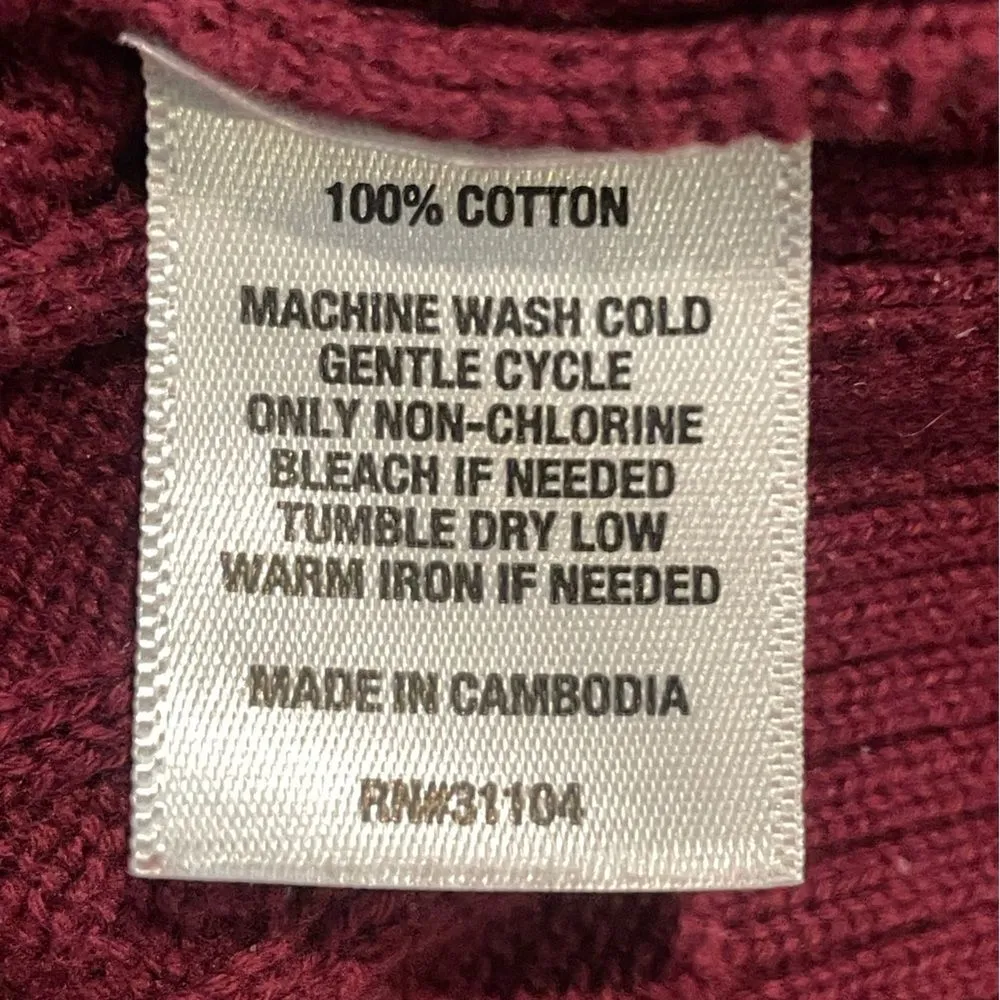 100% COTTON
MACHINE WASH COLD
GENTLE CYCLE
ONLY NON-CHLORINE
BLEACH IF NEEDED
TUMBLE DRY LOW
WARM IRON IF NEEDED
MADE IN CAMBODIA
RN#31104